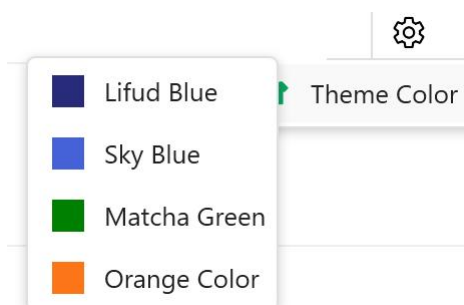 Theme Color
Lifud Blue
Sky Blue
Matcha Green
Orange Color